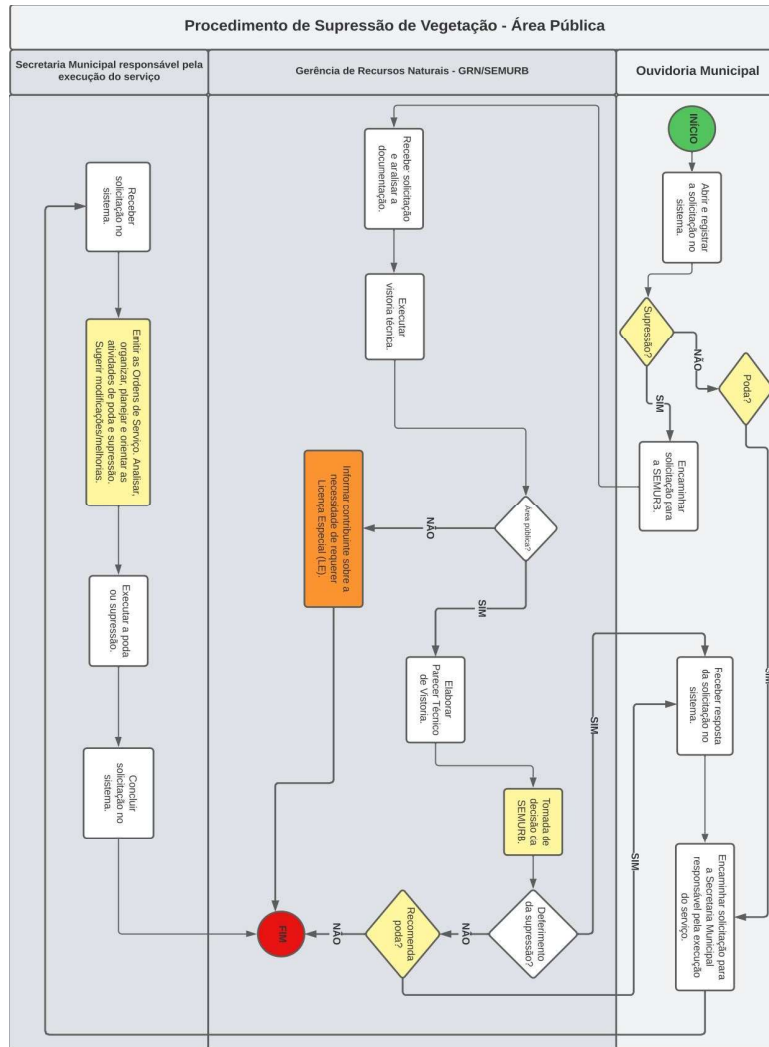 Procedimento de Supressão de Vegetação - Área Pública
Secretaria Municipal responsável pela
execução do serviço
Gerência de Recursos Naturais - GRN/SEMURB
Ouvidoria Municipal
INÍCIO
Abrir e registrar
a solicitação no
sistema.
Supressão?
NÃO
Poda?
SIM
SIM
Encaminhar
solicitação para
a SEMURB.
Receber resposta
da solicitação no
sistema.
Encaminhar solicitação para
a Secretaria Municipal
responsável pela execução
do serviço.
Recebe: solicitação
e analisar a
documentação.
Executar
vistoria técnica.
Área pública?
NÃO
SIM
Informar contribuinte sobre a
necessidade de requerer
Licença Especial (LE).
Elaborar
Parecer Técnico
de Vistoria.
Tomada de
decisão da
SEMURB.
Deferimento
da supressão?
SIM
NÃO
Recomenda
poda?
SIM
NÃO
FIM
Receber
solicitação no
sistema.
Emitir as Ordens de Serviço. Analisar,
organizar, planejar e orientar as
atividades de poda e supressão.
Sugerir modificações/melhorias.
Executar a poda
ou supressão.
Concluir
solicitação no
sistema.